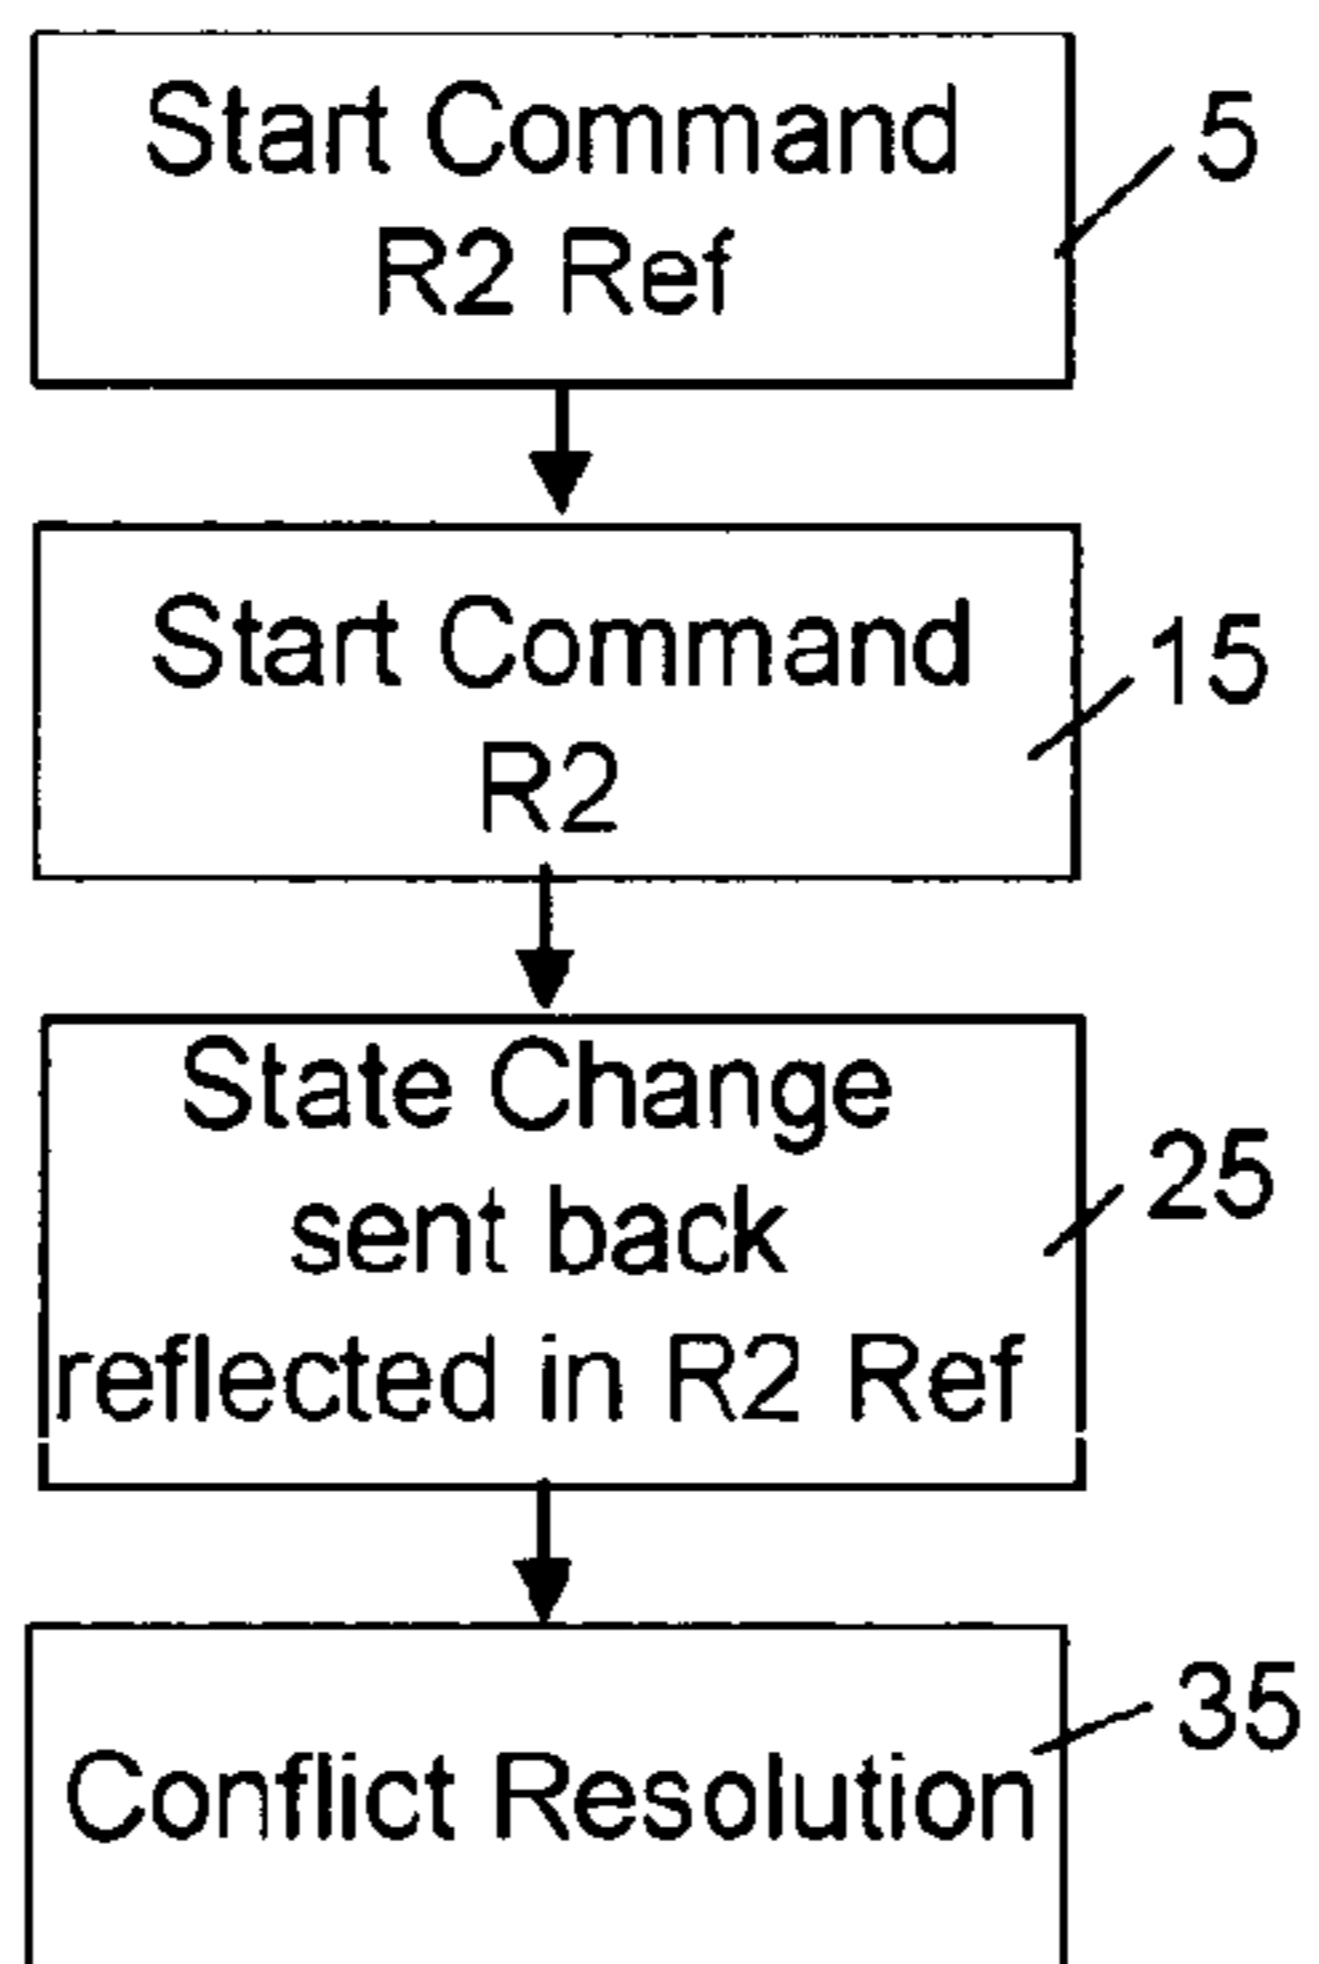 Start Command
R2 Ref
5
Start Command
R2
15
State Change
sent back
reflected in R2 Ref
25
Conflict Resolution
35